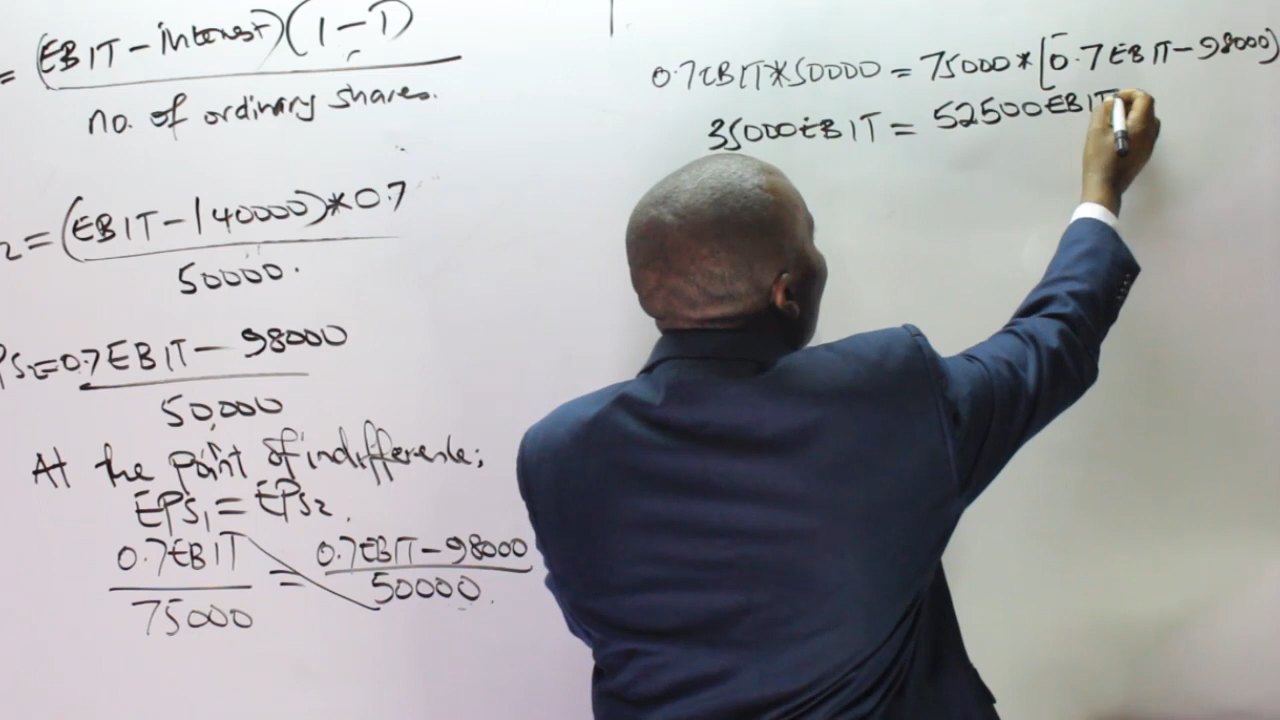 = (EBIT - interest)(1-T)
no. of ordinary shares.
2 = (EBIT - 140000)*0.7
50000.
PS2 = 0.7EBIT - 98000
50,000
At the point of indifference;
EPS1 = EPS2.
0.7EBIT = 0.7EBIT - 98000
75000 50000.
0.7EBIT*50000 = 75000*[0.7EBIT - 98000)
35000EBIT = 52500EBIT